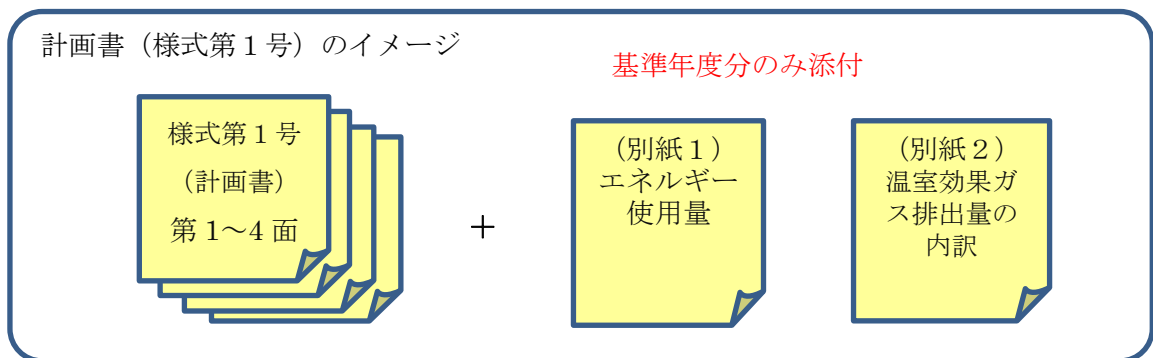 計画書（様式第１号）のイメージ
基準年度分のみ添付
様式第１号
（計画書）
第 1～4 面
＋
（別紙１）
エネルギー
使用量
（別紙２）
温室効果ガ
ス排出量の
内訳